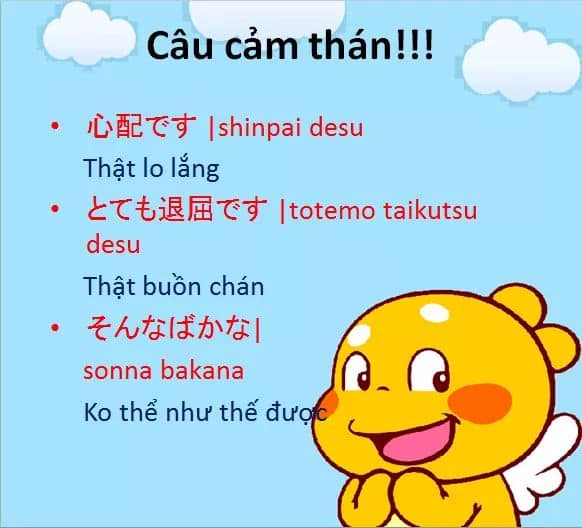 Câu cảm thán!!!
• 心配です |shinpai desu
Thật lo lắng
• とても退屈です |totemo taikutsu
desu
Thật buồn chán
• そんなばかな|
sonna bakana
Ko thể như thế được